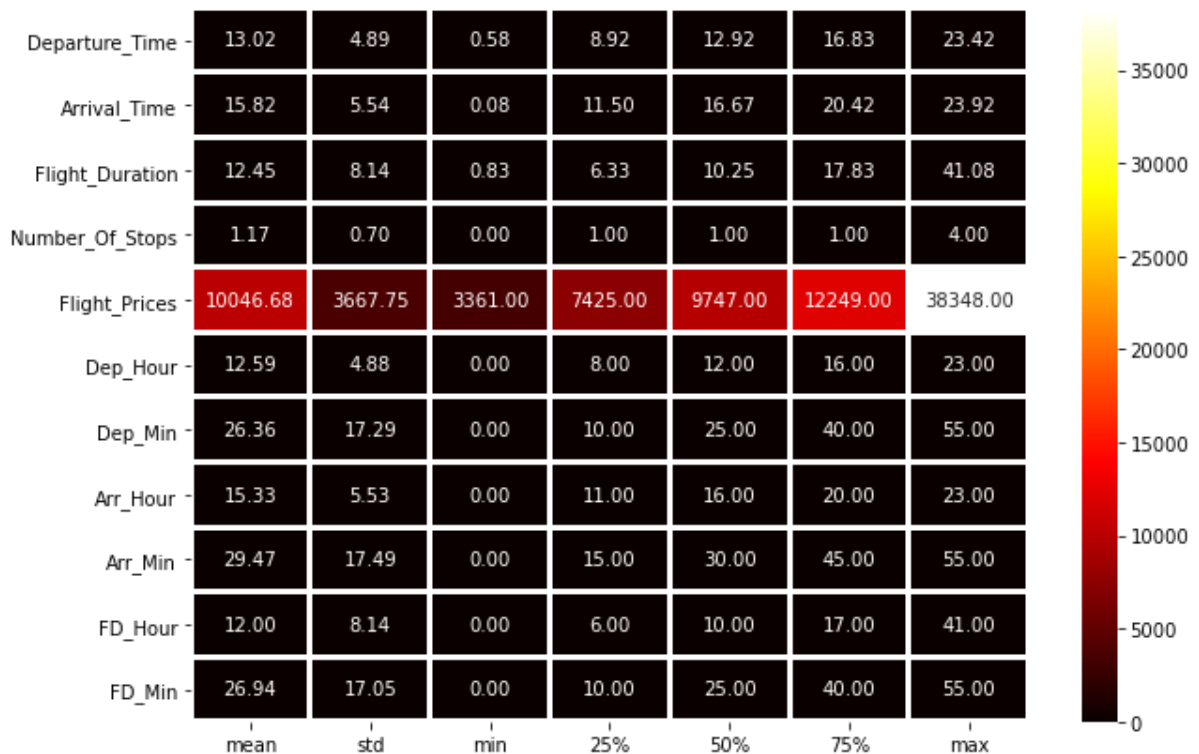 Departure_Time 13.02 4.89 0.58 8.92 12.92 16.83 23.42
Arrival_Time 15.82 5.54 0.08 11.50 16.67 20.42 23.92
Flight_Duration 12.45 8.14 0.83 6.33 10.25 17.83 41.08
Number_Of_Stops 1.17 0.70 0.00 1.00 1.00 1.00 4.00
Flight_Prices 10046.68 3667.75 3361.00 7425.00 9747.00 12249.00 38348.00
Dep_Hour 12.59 4.88 0.00 8.00 12.00 16.00 23.00
Dep_Min 26.36 17.29 0.00 10.00 25.00 40.00 55.00
Arr_Hour 15.33 5.53 0.00 11.00 16.00 20.00 23.00
Arr_Min 29.47 17.49 0.00 15.00 30.00 45.00 55.00
FD_Hour 12.00 8.14 0.00 6.00 10.00 17.00 41.00
FD_Min 26.94 17.05 0.00 10.00 25.00 40.00 55.00
mean std min 25% 50% 75% max
35000
30000
25000
20000
15000
10000
5000
0